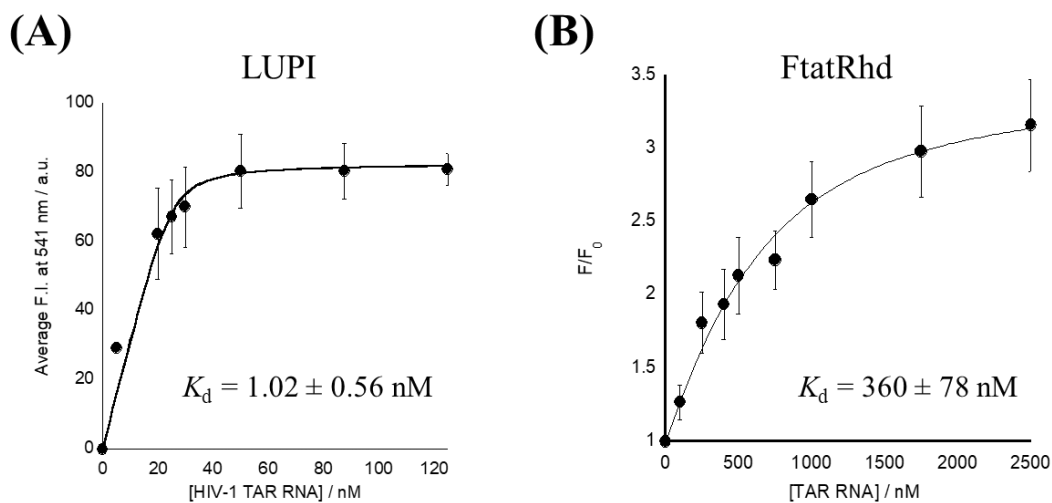 (A)
LUPI
100
80
60
40
20
0
Average F.I. at 541 nm / a.u.
Kd = 1.02 ± 0.56 nM
0 20 40 60 80 100 120
[HIV-1 TAR RNA] / nM
(B)
FtatRhd
3.5
3
2.5
2
1.5
1
F/F0
Kd = 360 ± 78 nM
0 500 1000 1500 2000 2500
[TAR RNA] / nM